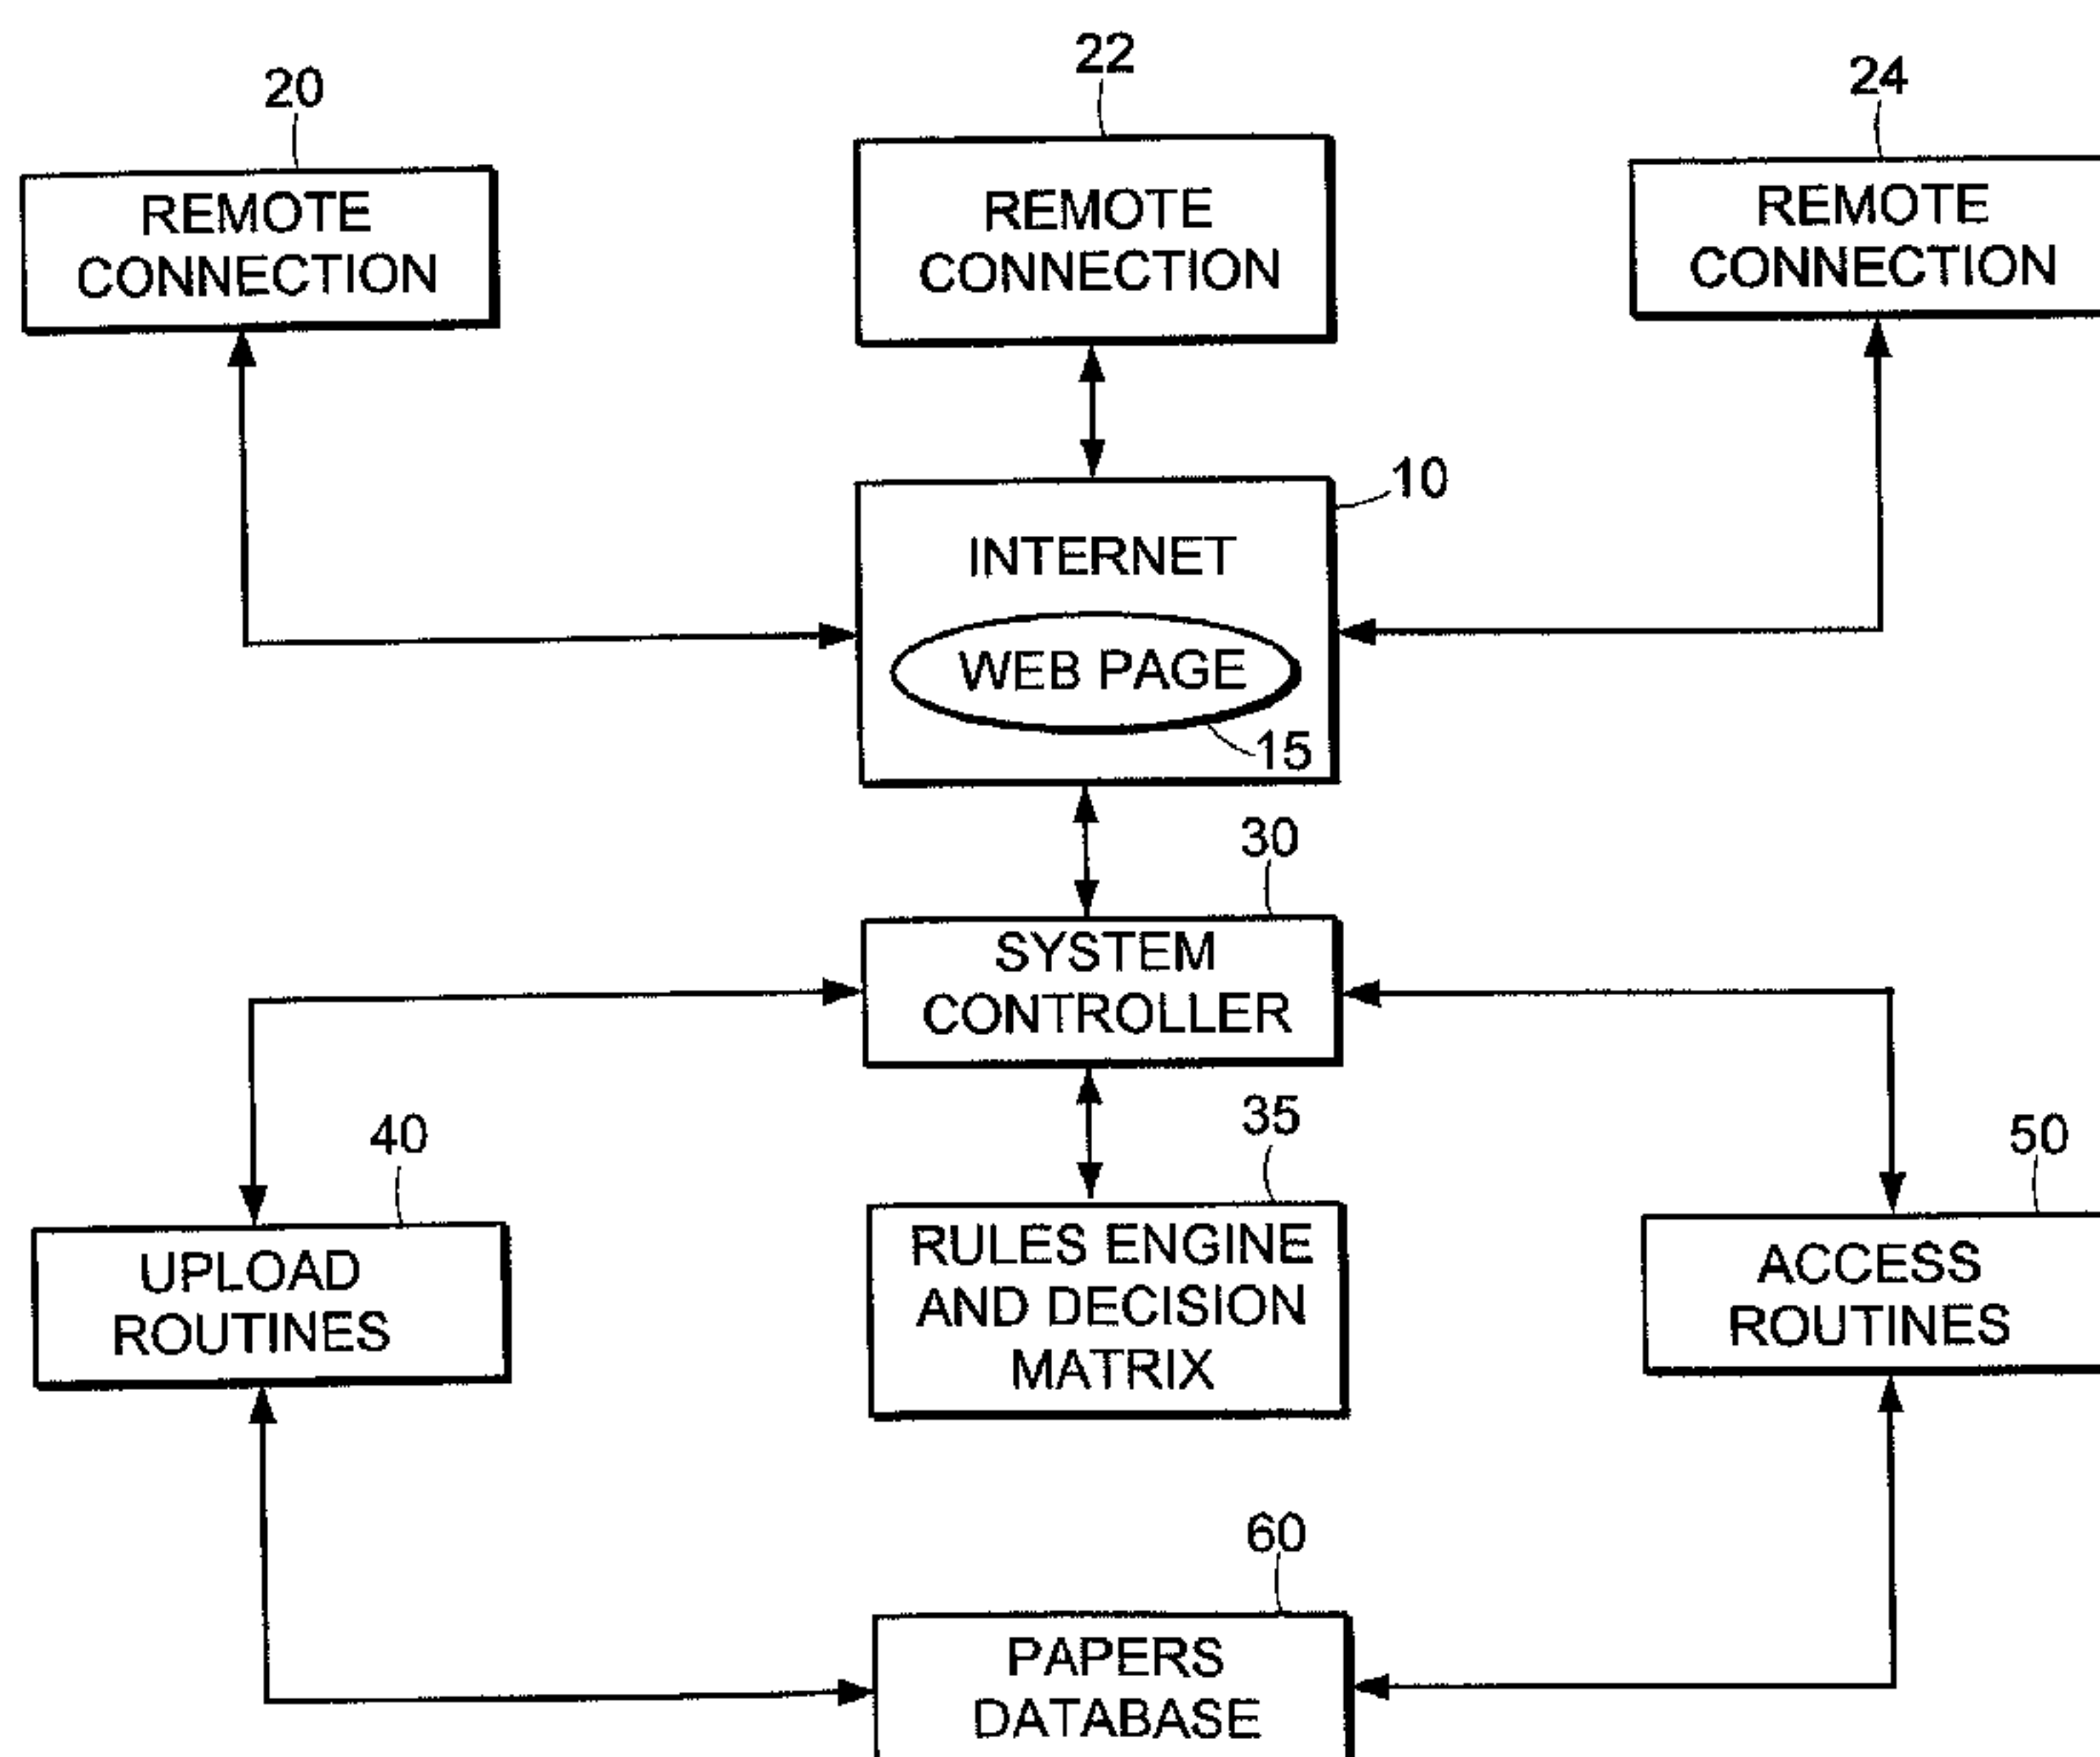 20
22
24
REMOTE
CONNECTION
REMOTE
CONNECTION
REMOTE
CONNECTION
10
INTERNET
WEB PAGE
15
30
SYSTEM
CONTROLLER
40
35
50
UPLOAD
ROUTINES
RULES ENGINE
AND DECISION
MATRIX
ACCESS
ROUTINES
60
PAPERS
DATABASE